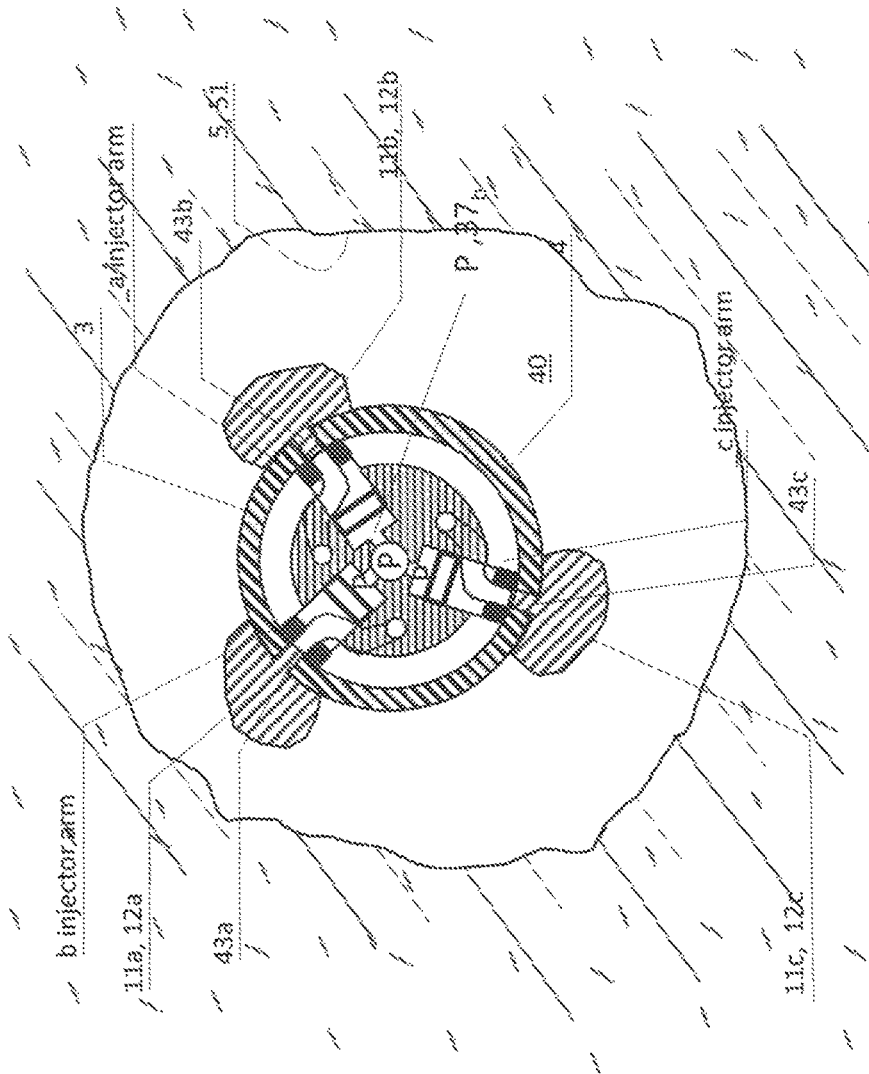 b injector arm
3
a injector arm
11a, 12a
43b
5, 51
43a
P
11b, 12b
P ,37
40
4
c injector arm
11c, 12c
43c